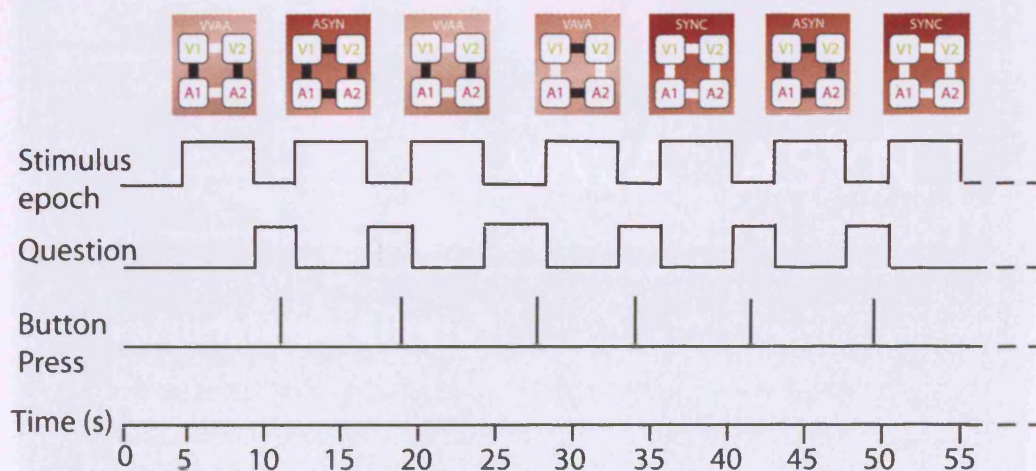 VVAA ASYN VVAA VAVA SYNC ASYN SYNC
V1 V2 V1 V2 V1 V2 V1 V2 V1 V2 V1 V2 V1 V2
A1 A2 A1 A2 A1 A2 A1 A2 A1 A2 A1 A2 A1 A2
Stimulus
epoch
Question
Button
Press
Time (s)
0 5 10 15 20 25 30 35 40 45 50 55